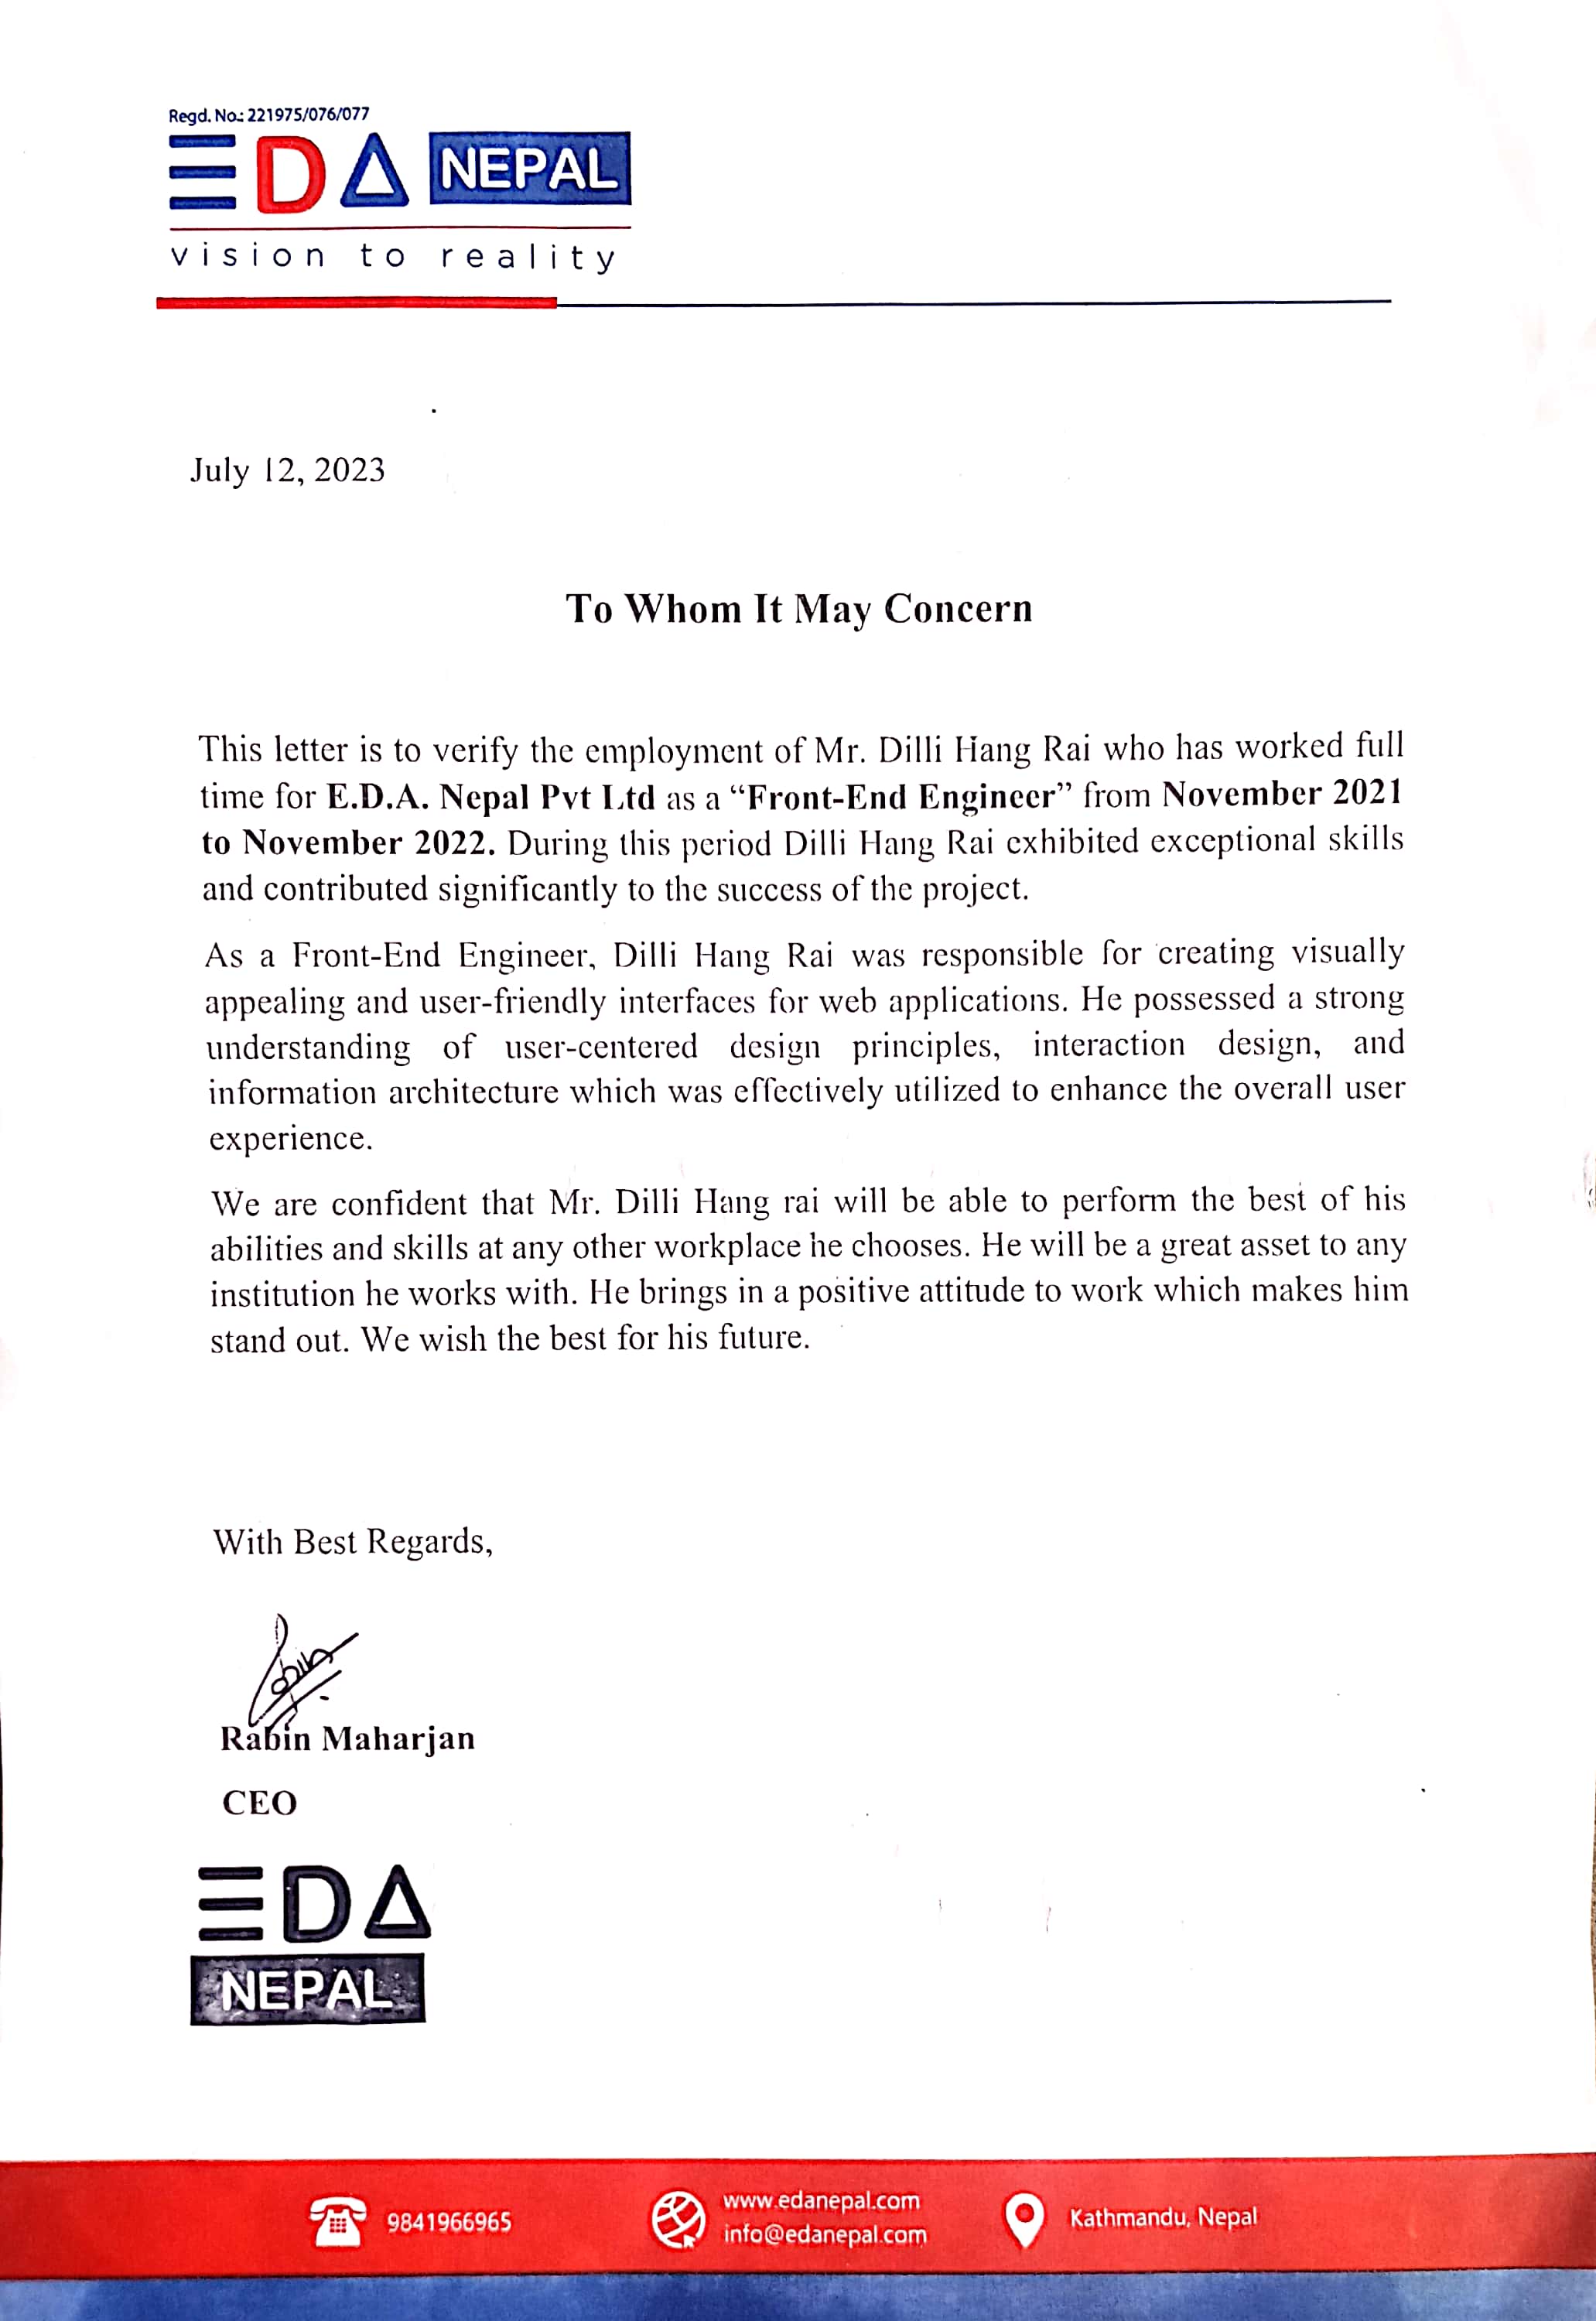 Regd. No.: 221975/076/077
EDA NEPAL
vision to reality
July 12, 2023
To Whom It May Concern
This letter is to verify the employment of Mr. Dilli Hang Rai who has worked full
time for E.D.A. Nepal Pvt Ltd as a “Front-End Engineer” from November 2021
to November 2022. During this period Dilli Hang Rai exhibited exceptional skills
and contributed significantly to the success of the project.
As a Front-End Engineer, Dilli Hang Rai was responsible for creating visually
appealing and user-friendly interfaces for web applications. He possessed a strong
understanding of user-centered design principles, interaction design, and
information architecture which was effectively utilized to enhance the overall user
experience.
We are confident that Mr. Dilli Hang rai will be able to perform the best of his
abilities and skills at any other workplace he chooses. He will be a great asset to any
institution he works with. He brings in a positive attitude to work which makes him
stand out. We wish the best for his future.
With Best Regards,
Rabin Maharjan
CEO
EDA
NEPAL
9841966965
www.edanepal.com
info@edanepal.com
Kathmandu, Nepal